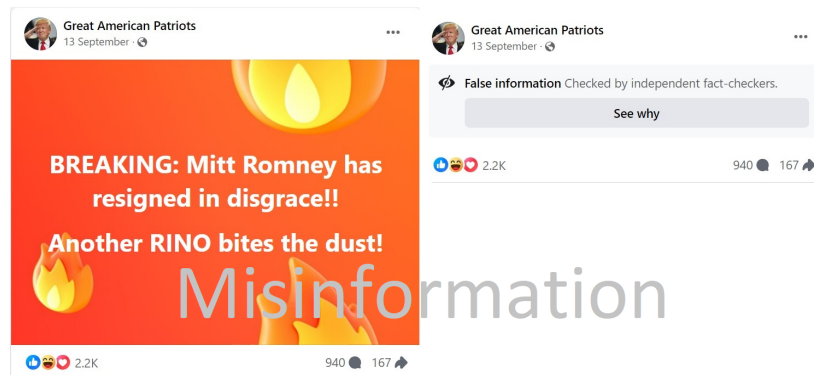 Great American Patriots
13 September ·
BREAKING: Mitt Romney has
resigned in disgrace!!
Another RINO bites the dust!
2.2K
940 167
Great American Patriots
13 September ·
False information Checked by independent fact-checkers.
See why
2.2K
940 167
Misinformation